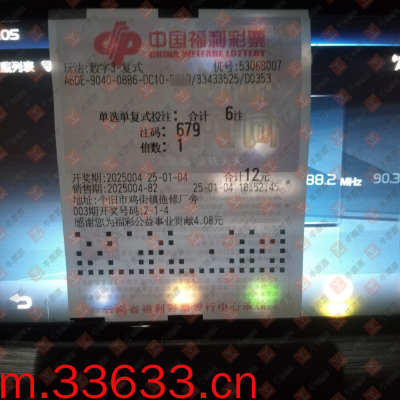 中国福利彩票
CHINA WELFARE LOTTERY
玩法:数字3-复式 机号:53068007
单选单复式投注: 合计 6注
注码: 679
倍数: 1
开奖期:2025004 25-01-04 合计12元
销售期:2025004-82 25-01-04 18:52:45
003期开奖号码:2-1-4
感谢您为福彩公益事业贡献4.08元
88.2 MHz
90.3
m.33633.cn